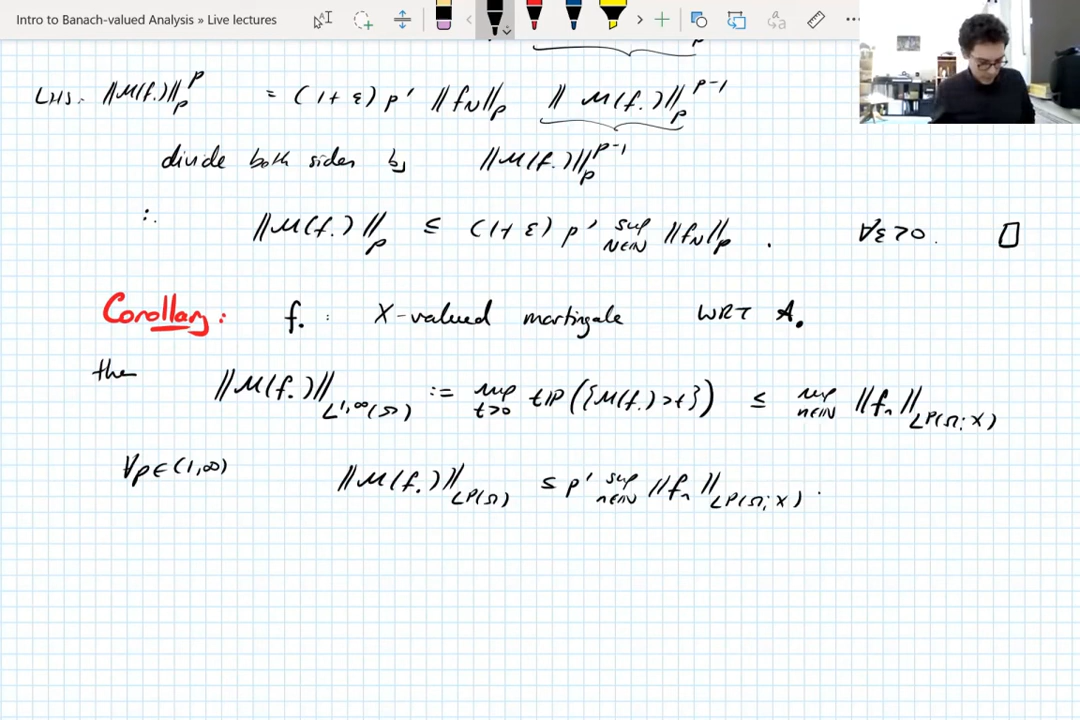 Intro to Banach-valued Analysis » Live lectures
p
LHS. ||M(f.)||_p^p = (1+ε) p' ||f_N||_p || M(f.)||_p^{p-1}
divide both sides by ||M(f.)||_p^{p-1}
∴ ||M(f.)||_p ≤ (1+ε) p' sup_{N∈ℕ} ||f_N||_p . ∀ε>0. □
Corollary: f. : X-valued martingale WRT A.
the ||M(f.)||_{L^{1,∞}(Ω)} := sup_{t>0} tℙ({M(f.)>t}) ≤ sup_{n∈ℕ} ||f_n||_{L^p(Ω;X)}
∀p∈(1,∞) ||M(f.)||_{L^p(Ω)} ≤ p' sup_{n∈ℕ} ||f_n||_{L^p(Ω;X)} .